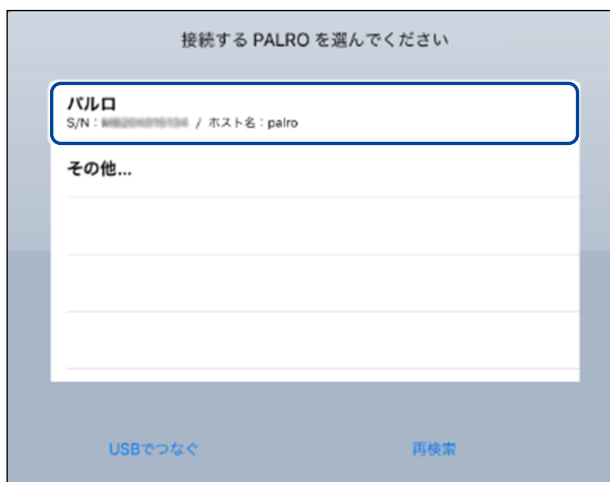 接続する PALRO を選んでください
パルロ
S/N : / ホスト名 : palro
その他...
USBでつなぐ
再検索